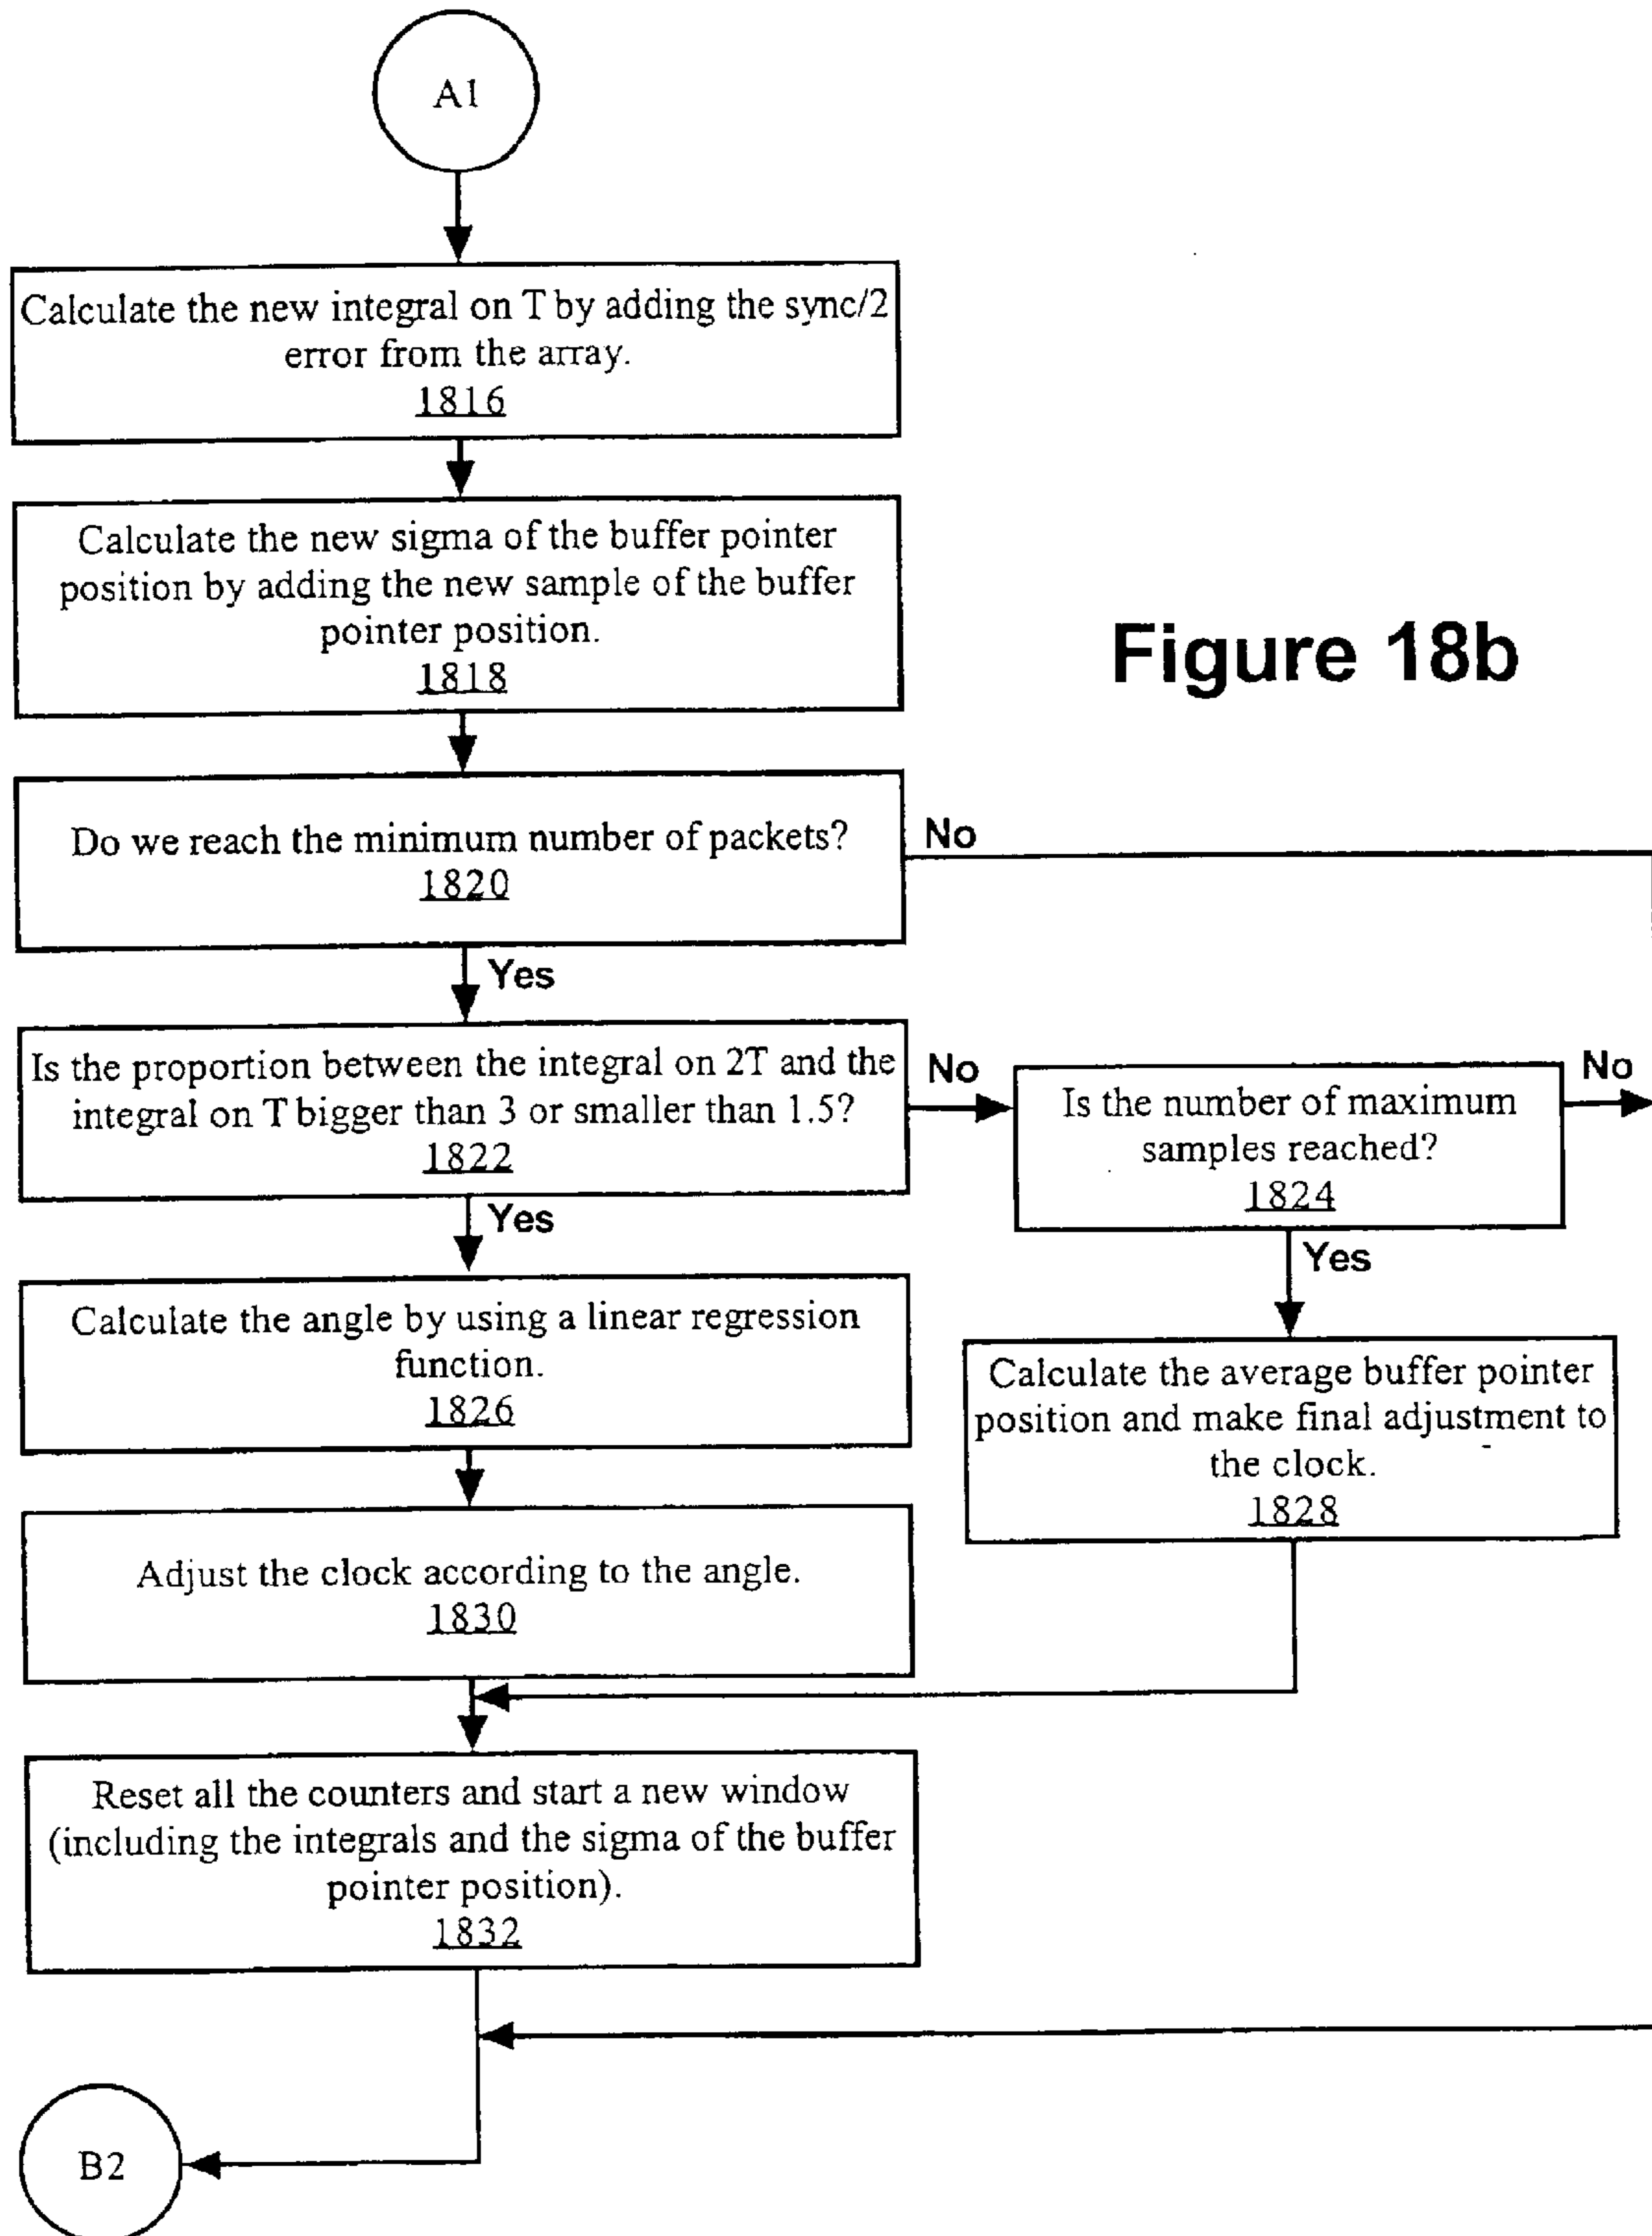 A1
Calculate the new integral on T by adding the sync/2
error from the array.
1816
Calculate the new sigma of the buffer pointer
position by adding the new sample of the buffer
pointer position.
1818
Figure 18b
Do we reach the minimum number of packets?
1820
No
Yes
Is the proportion between the integral on 2T and the
integral on T bigger than 3 or smaller than 1.5?
1822
No
Is the number of maximum
samples reached?
1824
No
Yes
Yes
Calculate the angle by using a linear regression
function.
1826
Calculate the average buffer pointer
position and make final adjustment to
the clock.
1828
Adjust the clock according to the angle.
1830
Reset all the counters and start a new window
(including the integrals and the sigma of the buffer
pointer position).
1832
B2